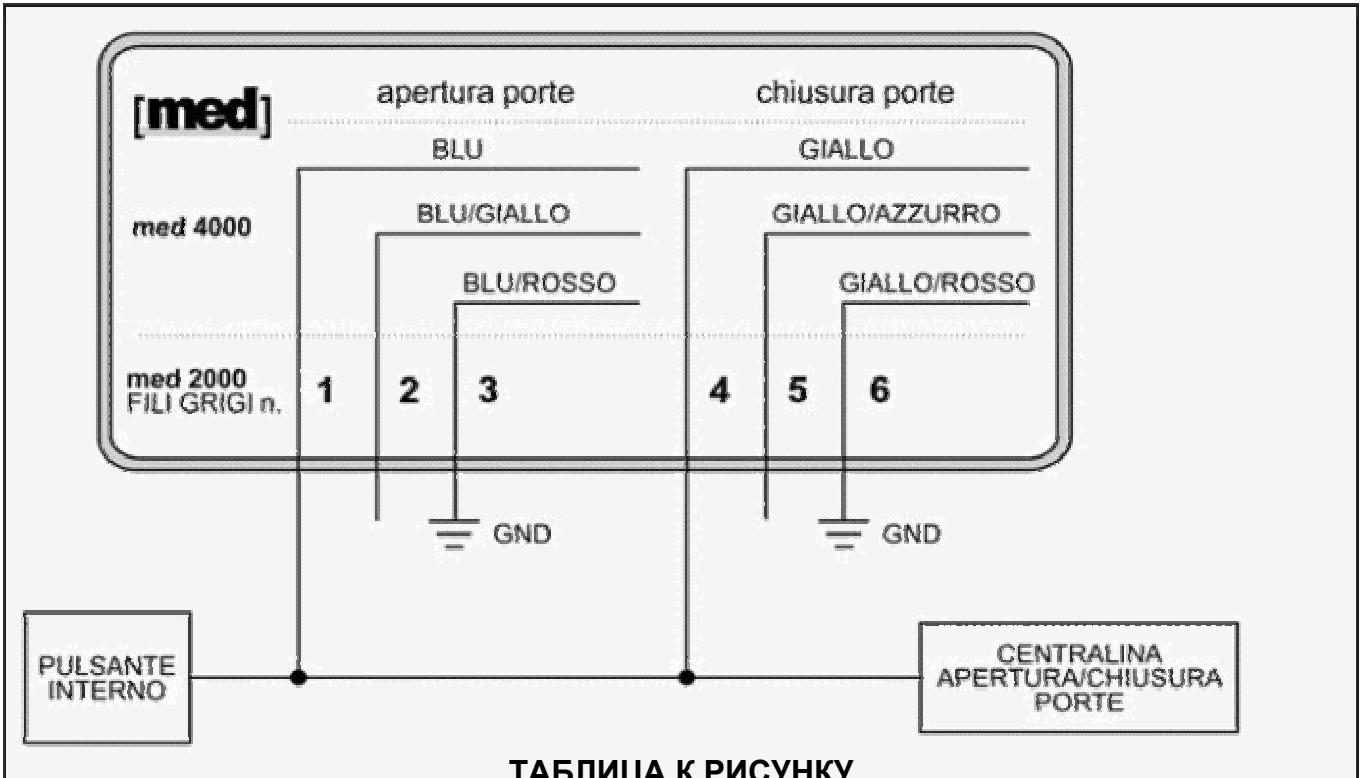 [med]
apertura porte
chiusura porte
BLU
GIALLO
med 4000
BLU/GIALLO
GIALLO/AZZURRO
BLU/ROSSO
GIALLO/ROSSO
med 2000
FILI GRIGI n.
1
2
3
4
5
6
GND
GND
PULSANTE
INTERNO
CENTRALINA
APERTURA/CHIUSURA
PORTE
ТАБЛИЦА К РИСУНКУ